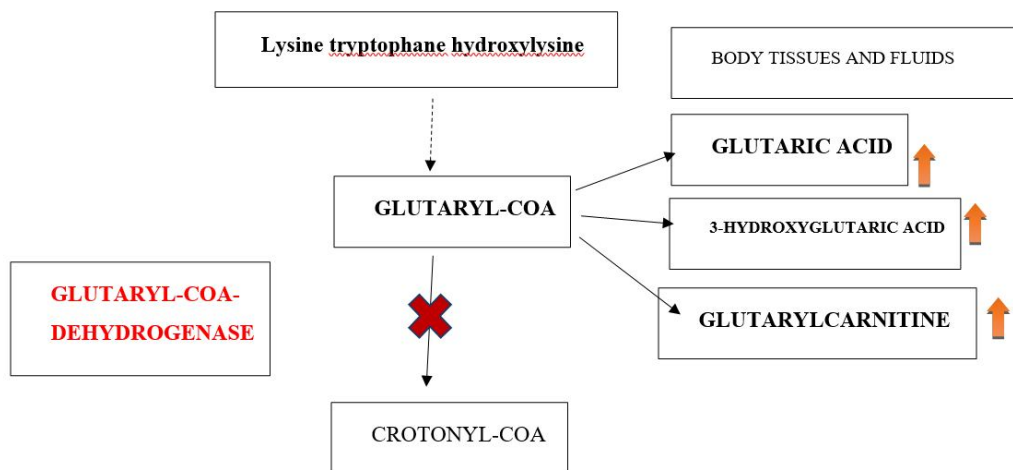 Lysine tryptophane hydroxylysine
BODY TISSUES AND FLUIDS
GLUTARIC ACID
GLUTARYL-COA
3-HYDROXYGLUTARIC ACID
GLUTARYL-COA-
DEHYDROGENASE
GLUTARYLCARNITINE
CROTONYL-COA